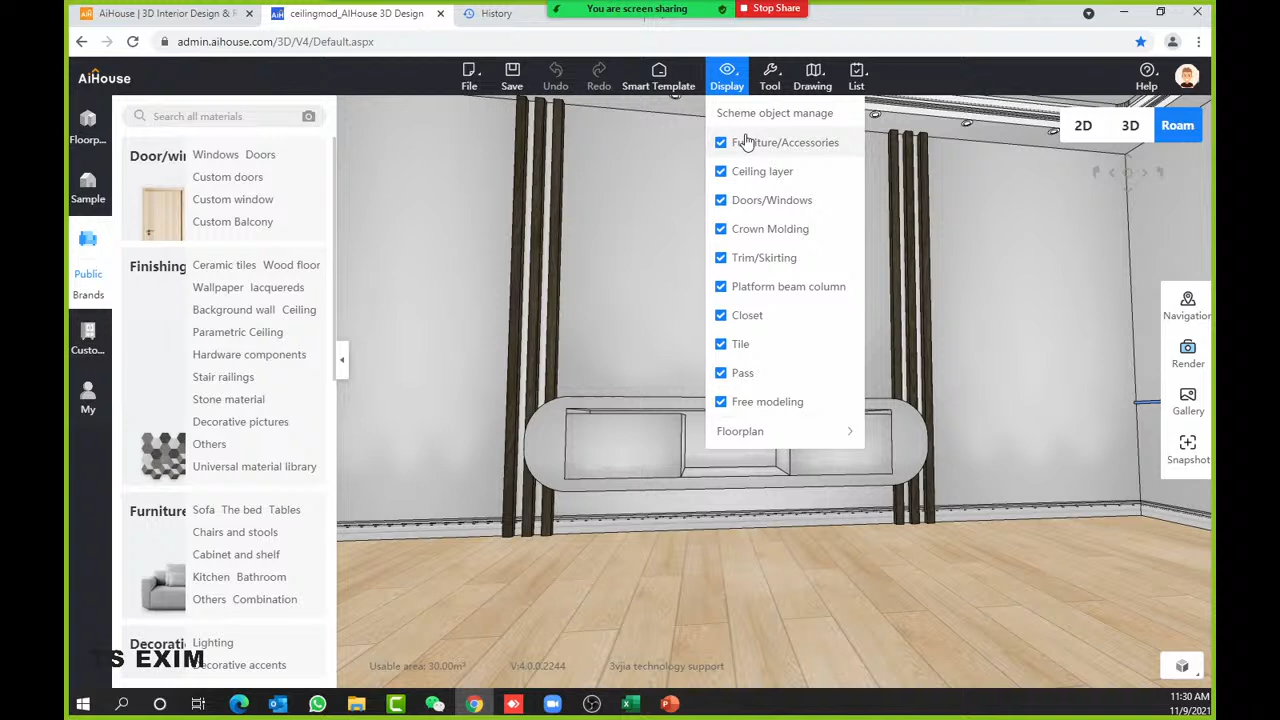 You are screen sharing
Stop Share
AiHouse | 3D Interior Design & R
ceilingmod_AIHouse 3D Design
History
admin.aihouse.com/3D/V4/Default.aspx
AiHouse
File
Save
Undo
Redo
Smart Template
Display
Tool
Drawing
List
Help
Floorp...
Sample
Public
Brands
Custo...
My
Search all materials
Door/win
Windows Doors
Custom doors
Custom window
Custom Balcony
Finishing
Ceramic tiles Wood floor
Wallpaper lacquereds
Background wall Ceiling
Parametric Ceiling
Hardware components
Stair railings
Stone material
Decorative pictures
Others
Universal material library
Furniture
Sofa The bed Tables
Chairs and stools
Cabinet and shelf
Kitchen Bathroom
Others Combination
Decorati
Lighting
Decorative accents
TS EXIM
Scheme object manage
Furniture/Accessories
Ceiling layer
Doors/Windows
Crown Molding
Trim/Skirting
Platform beam column
Closet
Tile
Pass
Free modeling
Floorplan
2D
3D
Roam
Navigation
Render
Gallery
Snapshot
Usable area: 30.00m²
V:4.0.0.2244
3vjia technology support
11:30 AM
11/9/2021